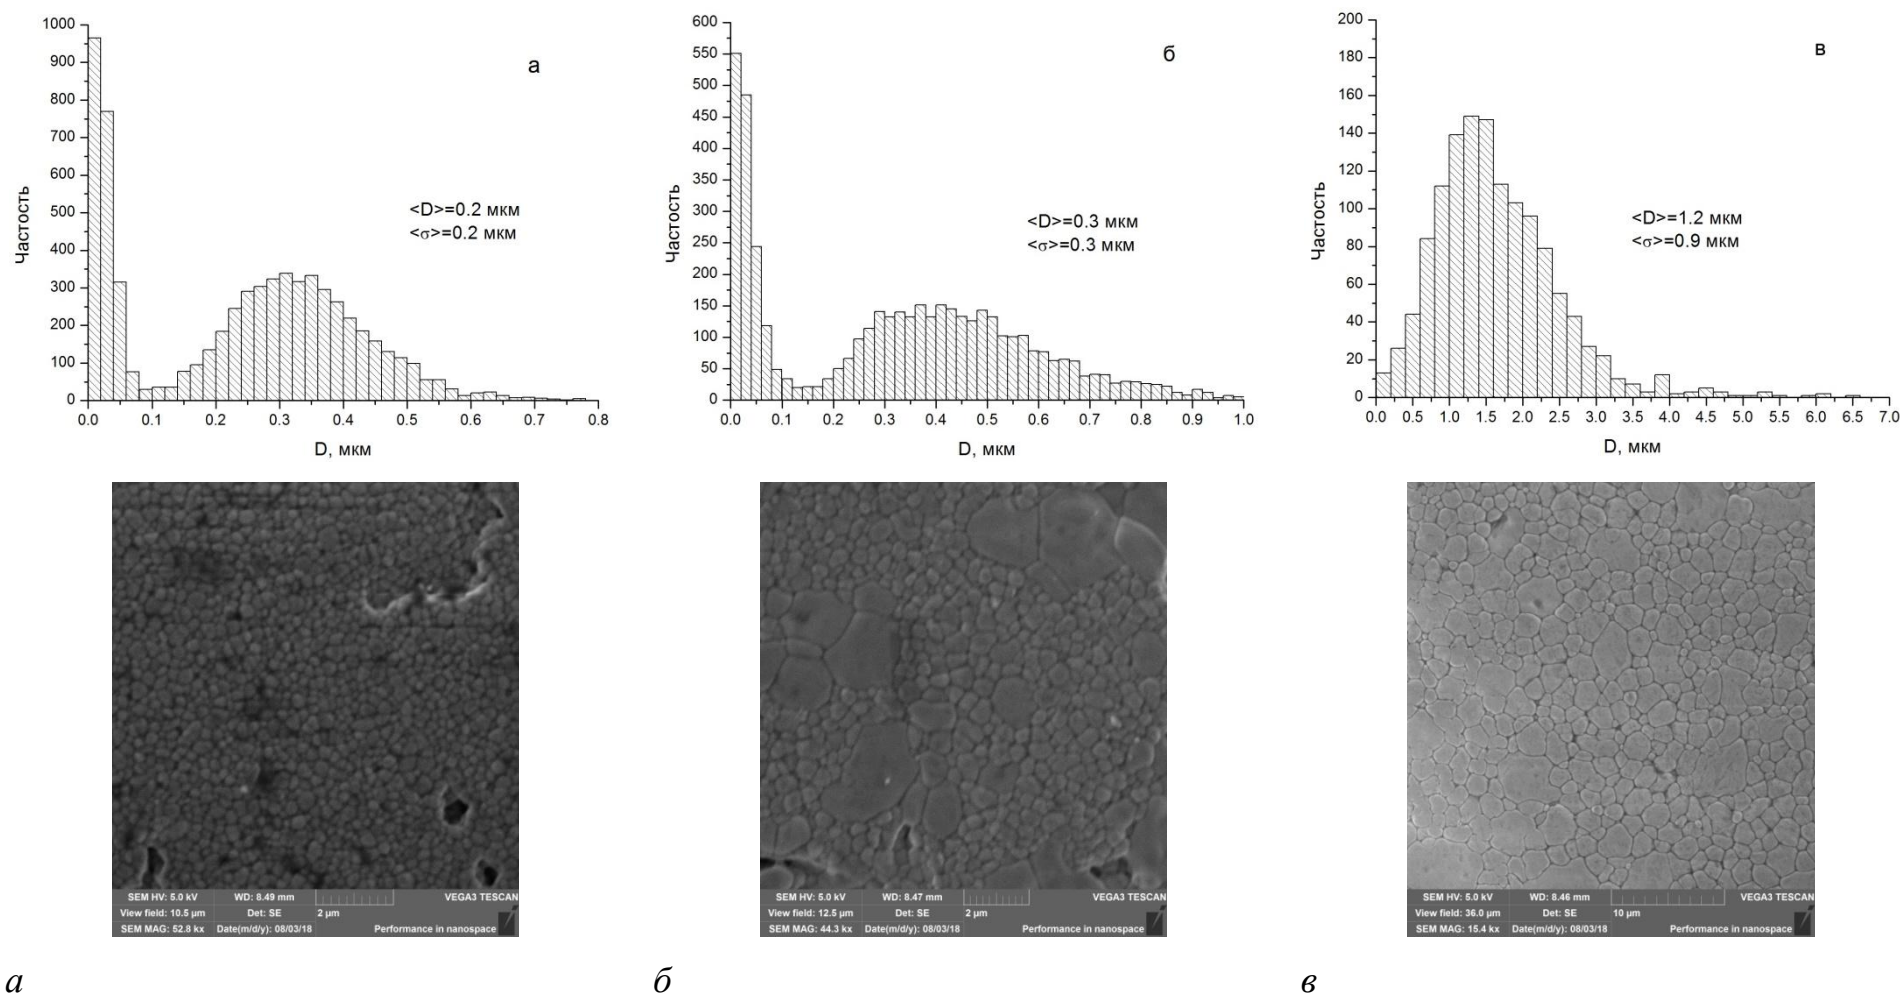 а
1000
900
800
700
600
500
400
300
200
100
0
Частость
<D>=0.2 мкм
<σ>=0.2 мкм
0.0 0.1 0.2 0.3 0.4 0.5 0.6 0.7 0.8
D, мкм
б
600
550
500
450
400
350
300
250
200
150
100
50
0
Частость
<D>=0.3 мкм
<σ>=0.3 мкм
0.0 0.1 0.2 0.3 0.4 0.5 0.6 0.7 0.8 0.9 1.0
D, мкм
в
200
180
160
140
120
100
80
60
40
20
0
Частость
<D>=1.2 мкм
<σ>=0.9 мкм
0.0 0.5 1.0 1.5 2.0 2.5 3.0 3.5 4.0 4.5 5.0 5.5 6.0 6.5 7.0
D, мкм
SEM HV: 5.0 kV WD: 8.49 mm VEGA3 TESCAN
View field: 10.5 µm Det: SE 2 µm
SEM MAG: 52.8 kx Date(m/d/y): 08/03/18 Performance in nanospace
SEM HV: 5.0 kV WD: 8.47 mm VEGA3 TESCAN
View field: 12.5 µm Det: SE 2 µm
SEM MAG: 44.3 kx Date(m/d/y): 08/03/18 Performance in nanospace
SEM HV: 5.0 kV WD: 8.46 mm VEGA3 TESCAN
View field: 36.0 µm Det: SE 10 µm
SEM MAG: 15.4 kx Date(m/d/y): 08/03/18 Performance in nanospace
а б в